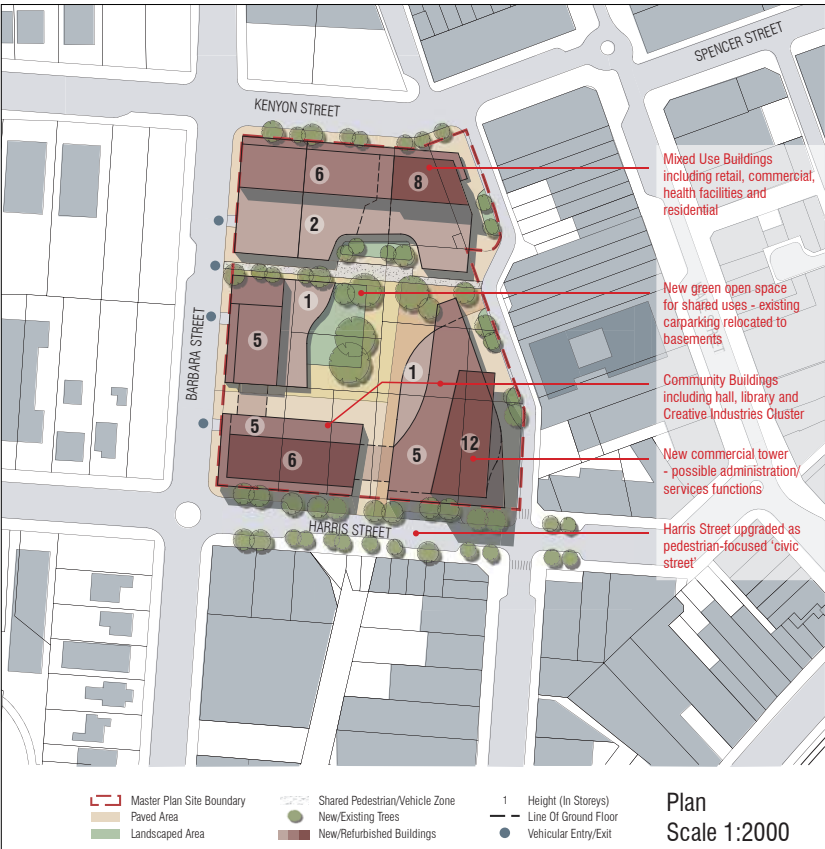 SPENCER STREET
KENYON STREET
Mixed Use Buildings
including retail, commercial,
health facilities and
residential
6
8
2
New green open space
for shared uses - existing
carparking relocated to
basements
1
BARBARA STREET
5
1
Community Buildings
including hall, library and
Creative Industries Cluster
5
6
5
12
New commercial tower
- possible administration/
services functions
HARRIS STREET
Harris Street upgraded as
pedestrian-focused ‘civic
street’
Master Plan Site Boundary
Paved Area
Landscaped Area
Shared Pedestrian/Vehicle Zone
New/Existing Trees
New/Refurbished Buildings
1 Height (In Storeys)
Line Of Ground Floor
Vehicular Entry/Exit
Plan
Scale 1:2000